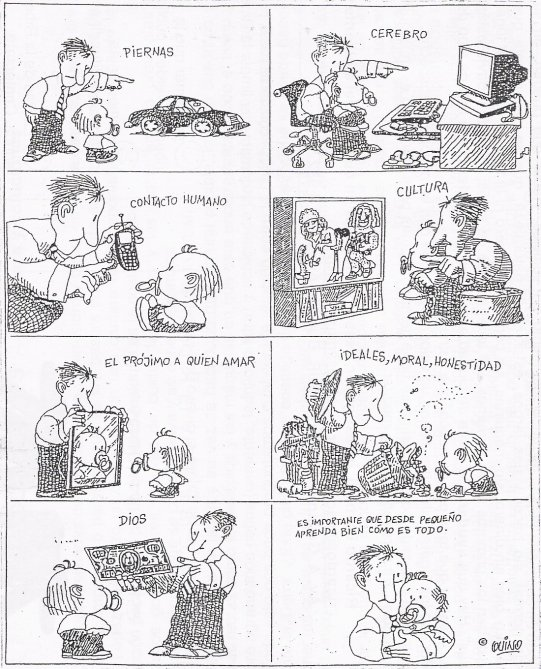 PIERNAS
CEREBRO
CONTACTO HUMANO
CULTURA
EL PRÓJIMO A QUIEN AMAR
IDEALES, MORAL, HONESTIDAD
DIOS
ES IMPORTANTE QUE DESDE PEQUEÑO
APRENDA BIEN CÓMO ES TODO.
© QUINO